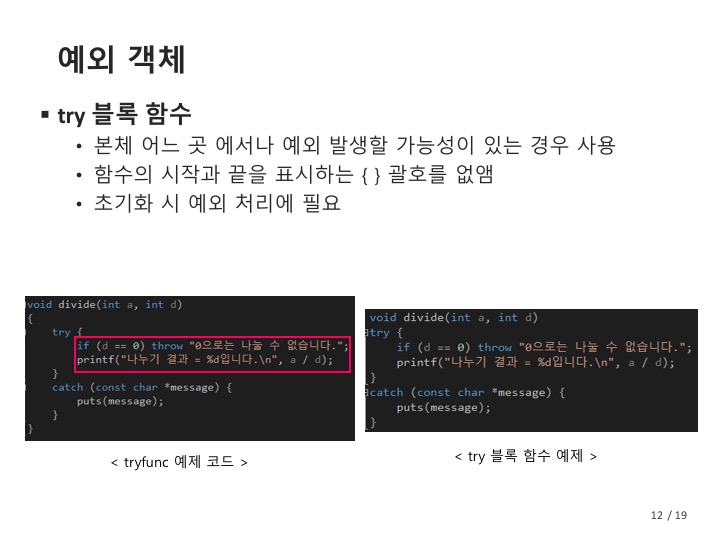 예외 객체
▪ try 블록 함수
• 본체 어느 곳 에서나 예외 발생할 가능성이 있는 경우 사용
• 함수의 시작과 끝을 표시하는 { } 괄호를 없앰
• 초기화 시 예외 처리에 필요
void divide(int a, int d)
{
try {
if (d == 0) throw "0으로는 나눌 수 없습니다.";
printf("나누기 결과 = %d입니다.\n", a / d);
}
catch (const char *message) {
puts(message);
}
}
< tryfunc 예제 코드 >
void divide(int a, int d)
try {
if (d == 0) throw "0으로는 나눌 수 없습니다.";
printf("나누기 결과 = %d입니다.\n", a / d);
}
catch (const char *message) {
puts(message);
}
< try 블록 함수 예제 >
12 / 19